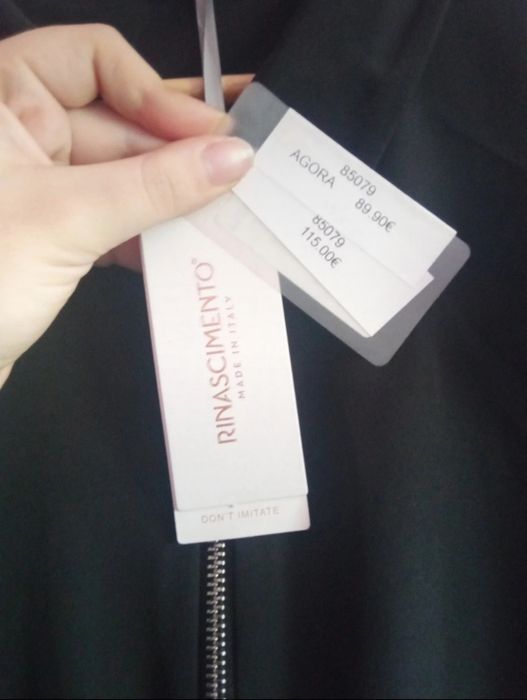 85079
AGORA 89 90€
85079
115.00€
RINASCIMENTO®
MADE IN ITALY
DON'T IMITATE